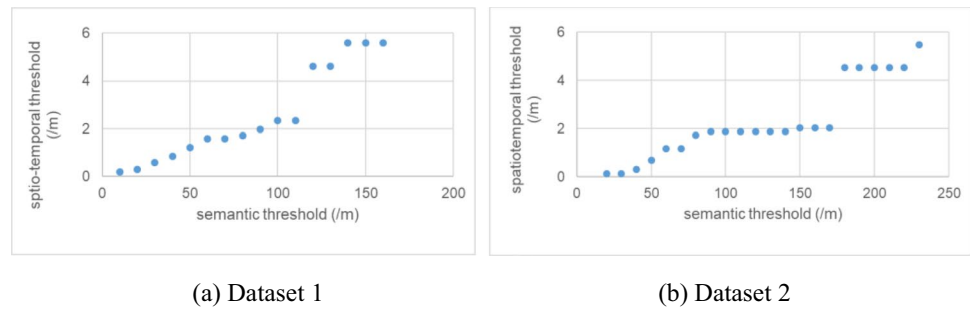 6
4
2
0
0
50
100
150
200
sptio-temporal threshold
(/m)
semantic threshold (/m)
6
4
2
0
0
50
100
150
200
250
spatiotemporal threshold
(/m)
semantic threshold (/m)
(a) Dataset 1
(b) Dataset 2